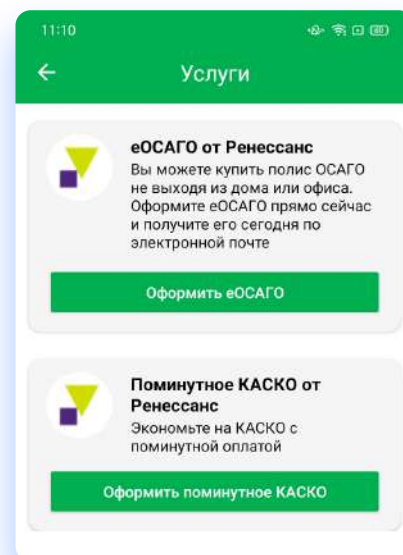 11:10
60
Услуги
еОСАГО от Ренессанс
Вы можете купить полис ОСАГО
не выходя из дома или офиса.
Оформите еОСАГО прямо сейчас
и получите его сегодня по
электронной почте
Оформить еОСАГО
Поминутное КАСКО от
Ренессанс
Экономьте на КАСКО с
поминутной оплатой
Оформить поминутное КАСКО